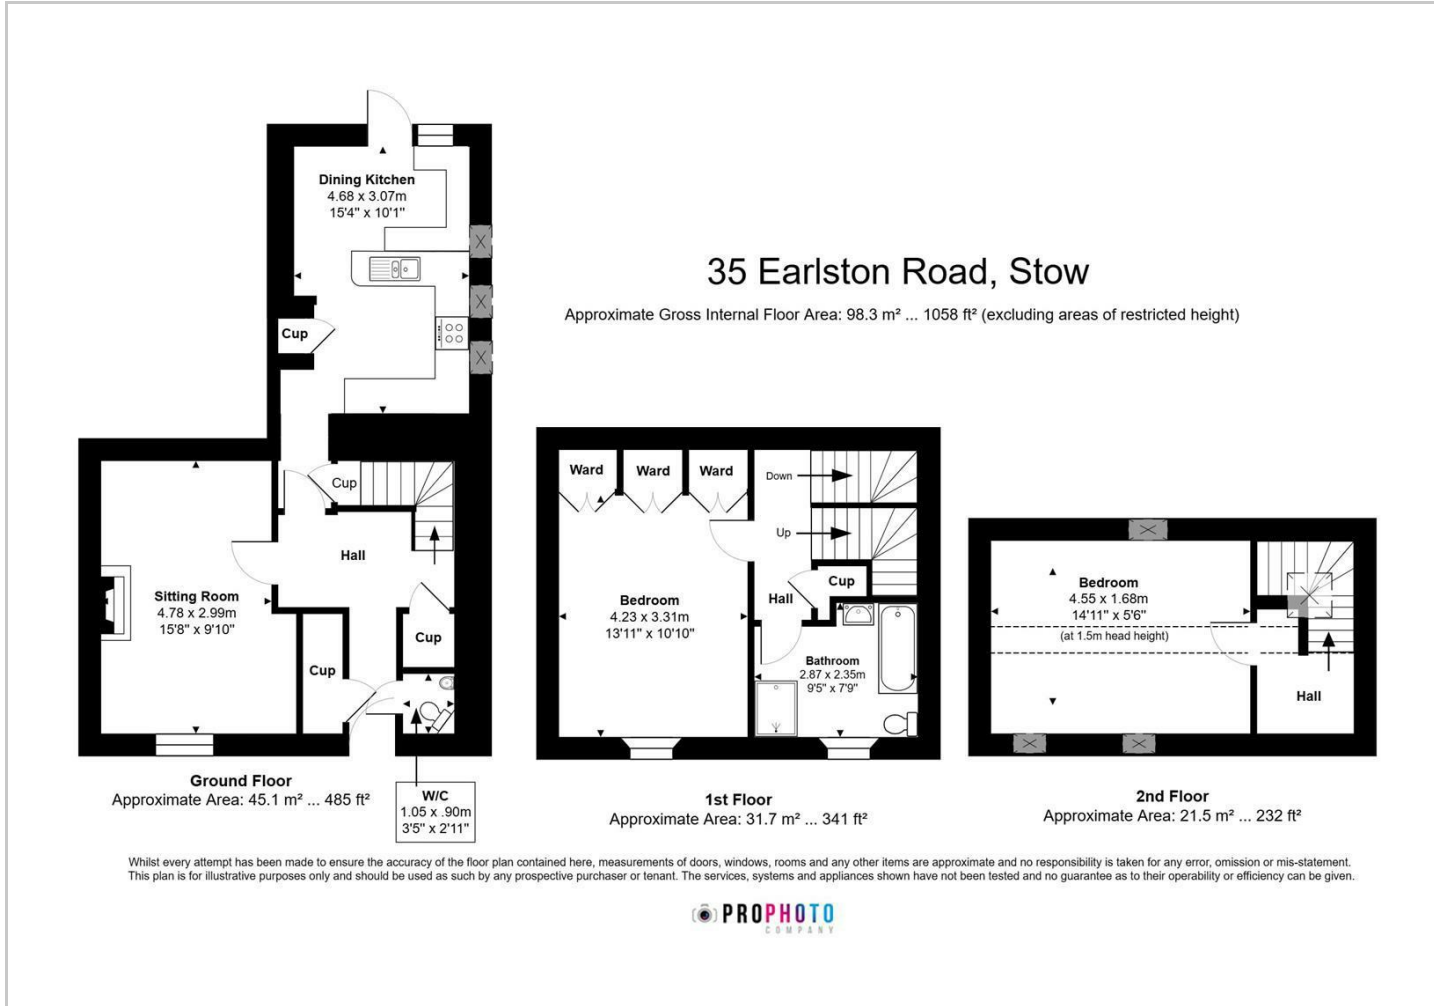 35 Earlston Road, Stow
Approximate Gross Internal Floor Area: 98.3 m² ... 1058 ft² (excluding areas of restricted height)
Dining Kitchen
4.68 x 3.07m
15'4" x 10'1"
Cup
Cup
Hall
Sitting Room
4.78 x 2.99m
15'8" x 9'10"
Cup
Cup
W/C
1.05 x .90m
3'5" x 2'11"
Ground Floor
Approximate Area: 45.1 m² ... 485 ft²
Ward
Ward
Ward
Down
Up
Cup
Hall
Bedroom
4.23 x 3.31m
13'11" x 10'10"
Bathroom
2.87 x 2.35m
9'5" x 7'9"
1st Floor
Approximate Area: 31.7 m² ... 341 ft²
Bedroom
4.55 x 1.68m
14'11" x 5'6"
(at 1.5m head height)
Hall
2nd Floor
Approximate Area: 21.5 m² ... 232 ft²
Whilst every attempt has been made to ensure the accuracy of the floor plan contained here, measurements of doors, windows, rooms and any other items are approximate and no responsibility is taken for any error, omission or mis-statement.
This plan is for illustrative purposes only and should be used as such by any prospective purchaser or tenant. The services, systems and appliances shown have not been tested and no guarantee as to their operability or efficiency can be given.
PROPHOTO
COMPANY